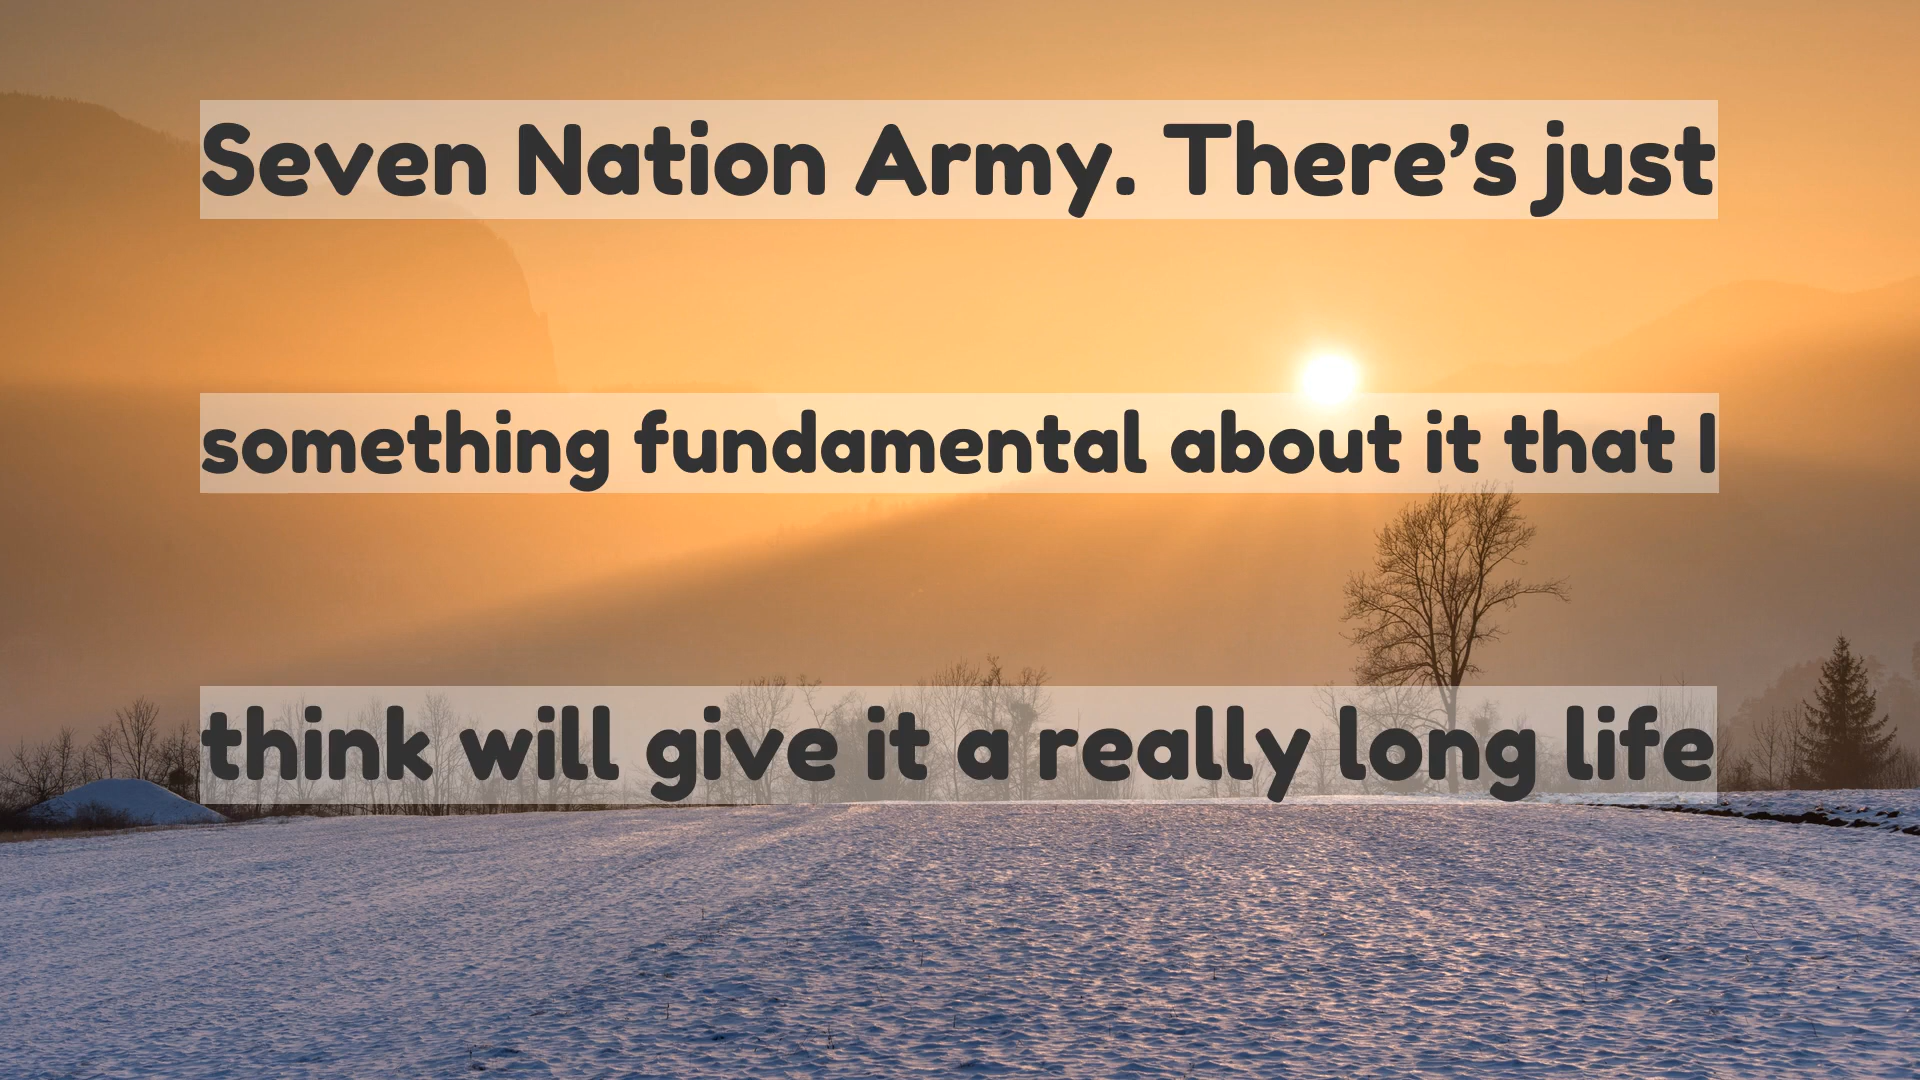 Seven Nation Army. There’s just
something fundamental about it that I
think will give it a really long life